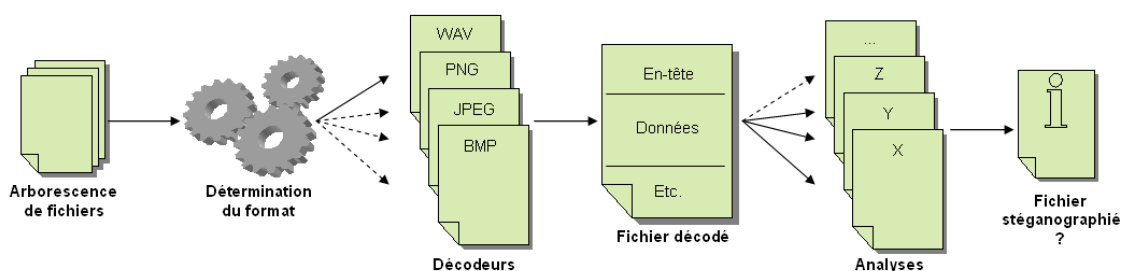 Arborescence
de fichiers
Détermination
du format
WAV
PNG
JPEG
BMP
Décodeurs
En-tête
Données
Etc.
Fichier décodé
...
Z
Y
X
Analyses
i
Fichier
stéganographié
?